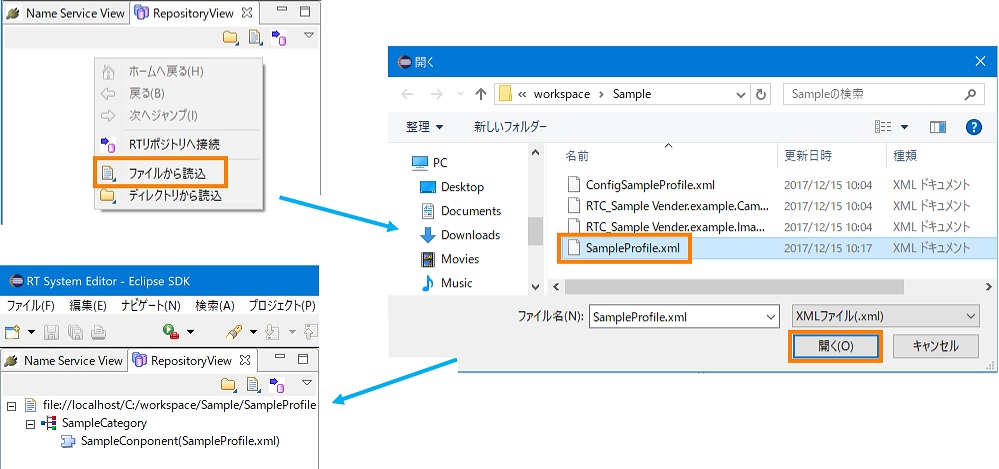 Name Service View RepositoryView
ホームへ戻る(H)
戻る(B)
次へジャンプ(I)
RTリポジトリへ接続
ファイルから読込
ディレクトリから読込
開く
« workspace > Sample
Sampleの検索
整理 新しいフォルダー
PC
Desktop
Documents
Downloads
Movies
Music
名前 更新日時 種類
ConfigSampleProfile.xml 2017/12/15 10:04 XML ドキュメント
RTC_Sample Vender.example.Cam... 2017/12/15 10:04 XML ドキュメント
RTC_Sample Vender.example.Ima... 2017/12/15 10:04 XML ドキュメント
SampleProfile.xml 2017/12/15 10:17 XML ドキュメント
ファイル名(N): SampleProfile.xml XMLファイル(.xml)
開く(O) キャンセル
RT System Editor - Eclipse SDK
ファイル(F) 編集(E) ナビゲート(N) 検索(A) プロジェクト(P)
Name Service View RepositoryView
file://localhost/C:/workspace/Sample/SampleProfile
SampleCategory
SampleConponent(SampleProfile.xml)